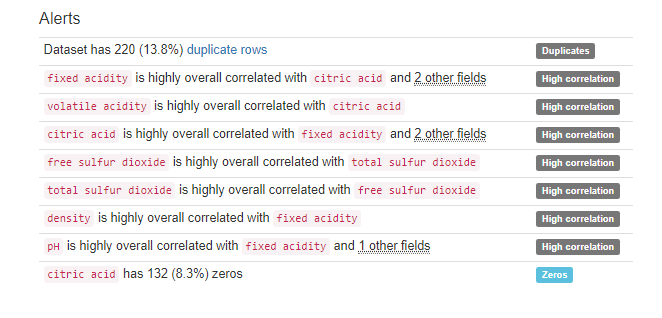 Alerts
Dataset has 220 (13.8%) duplicate rows Duplicates
fixed acidity is highly overall correlated with citric acid and 2 other fields High correlation
volatile acidity is highly overall correlated with citric acid High correlation
citric acid is highly overall correlated with fixed acidity and 2 other fields High correlation
free sulfur dioxide is highly overall correlated with total sulfur dioxide High correlation
total sulfur dioxide is highly overall correlated with free sulfur dioxide High correlation
density is highly overall correlated with fixed acidity High correlation
pH is highly overall correlated with fixed acidity and 1 other fields High correlation
citric acid has 132 (8.3%) zeros Zeros